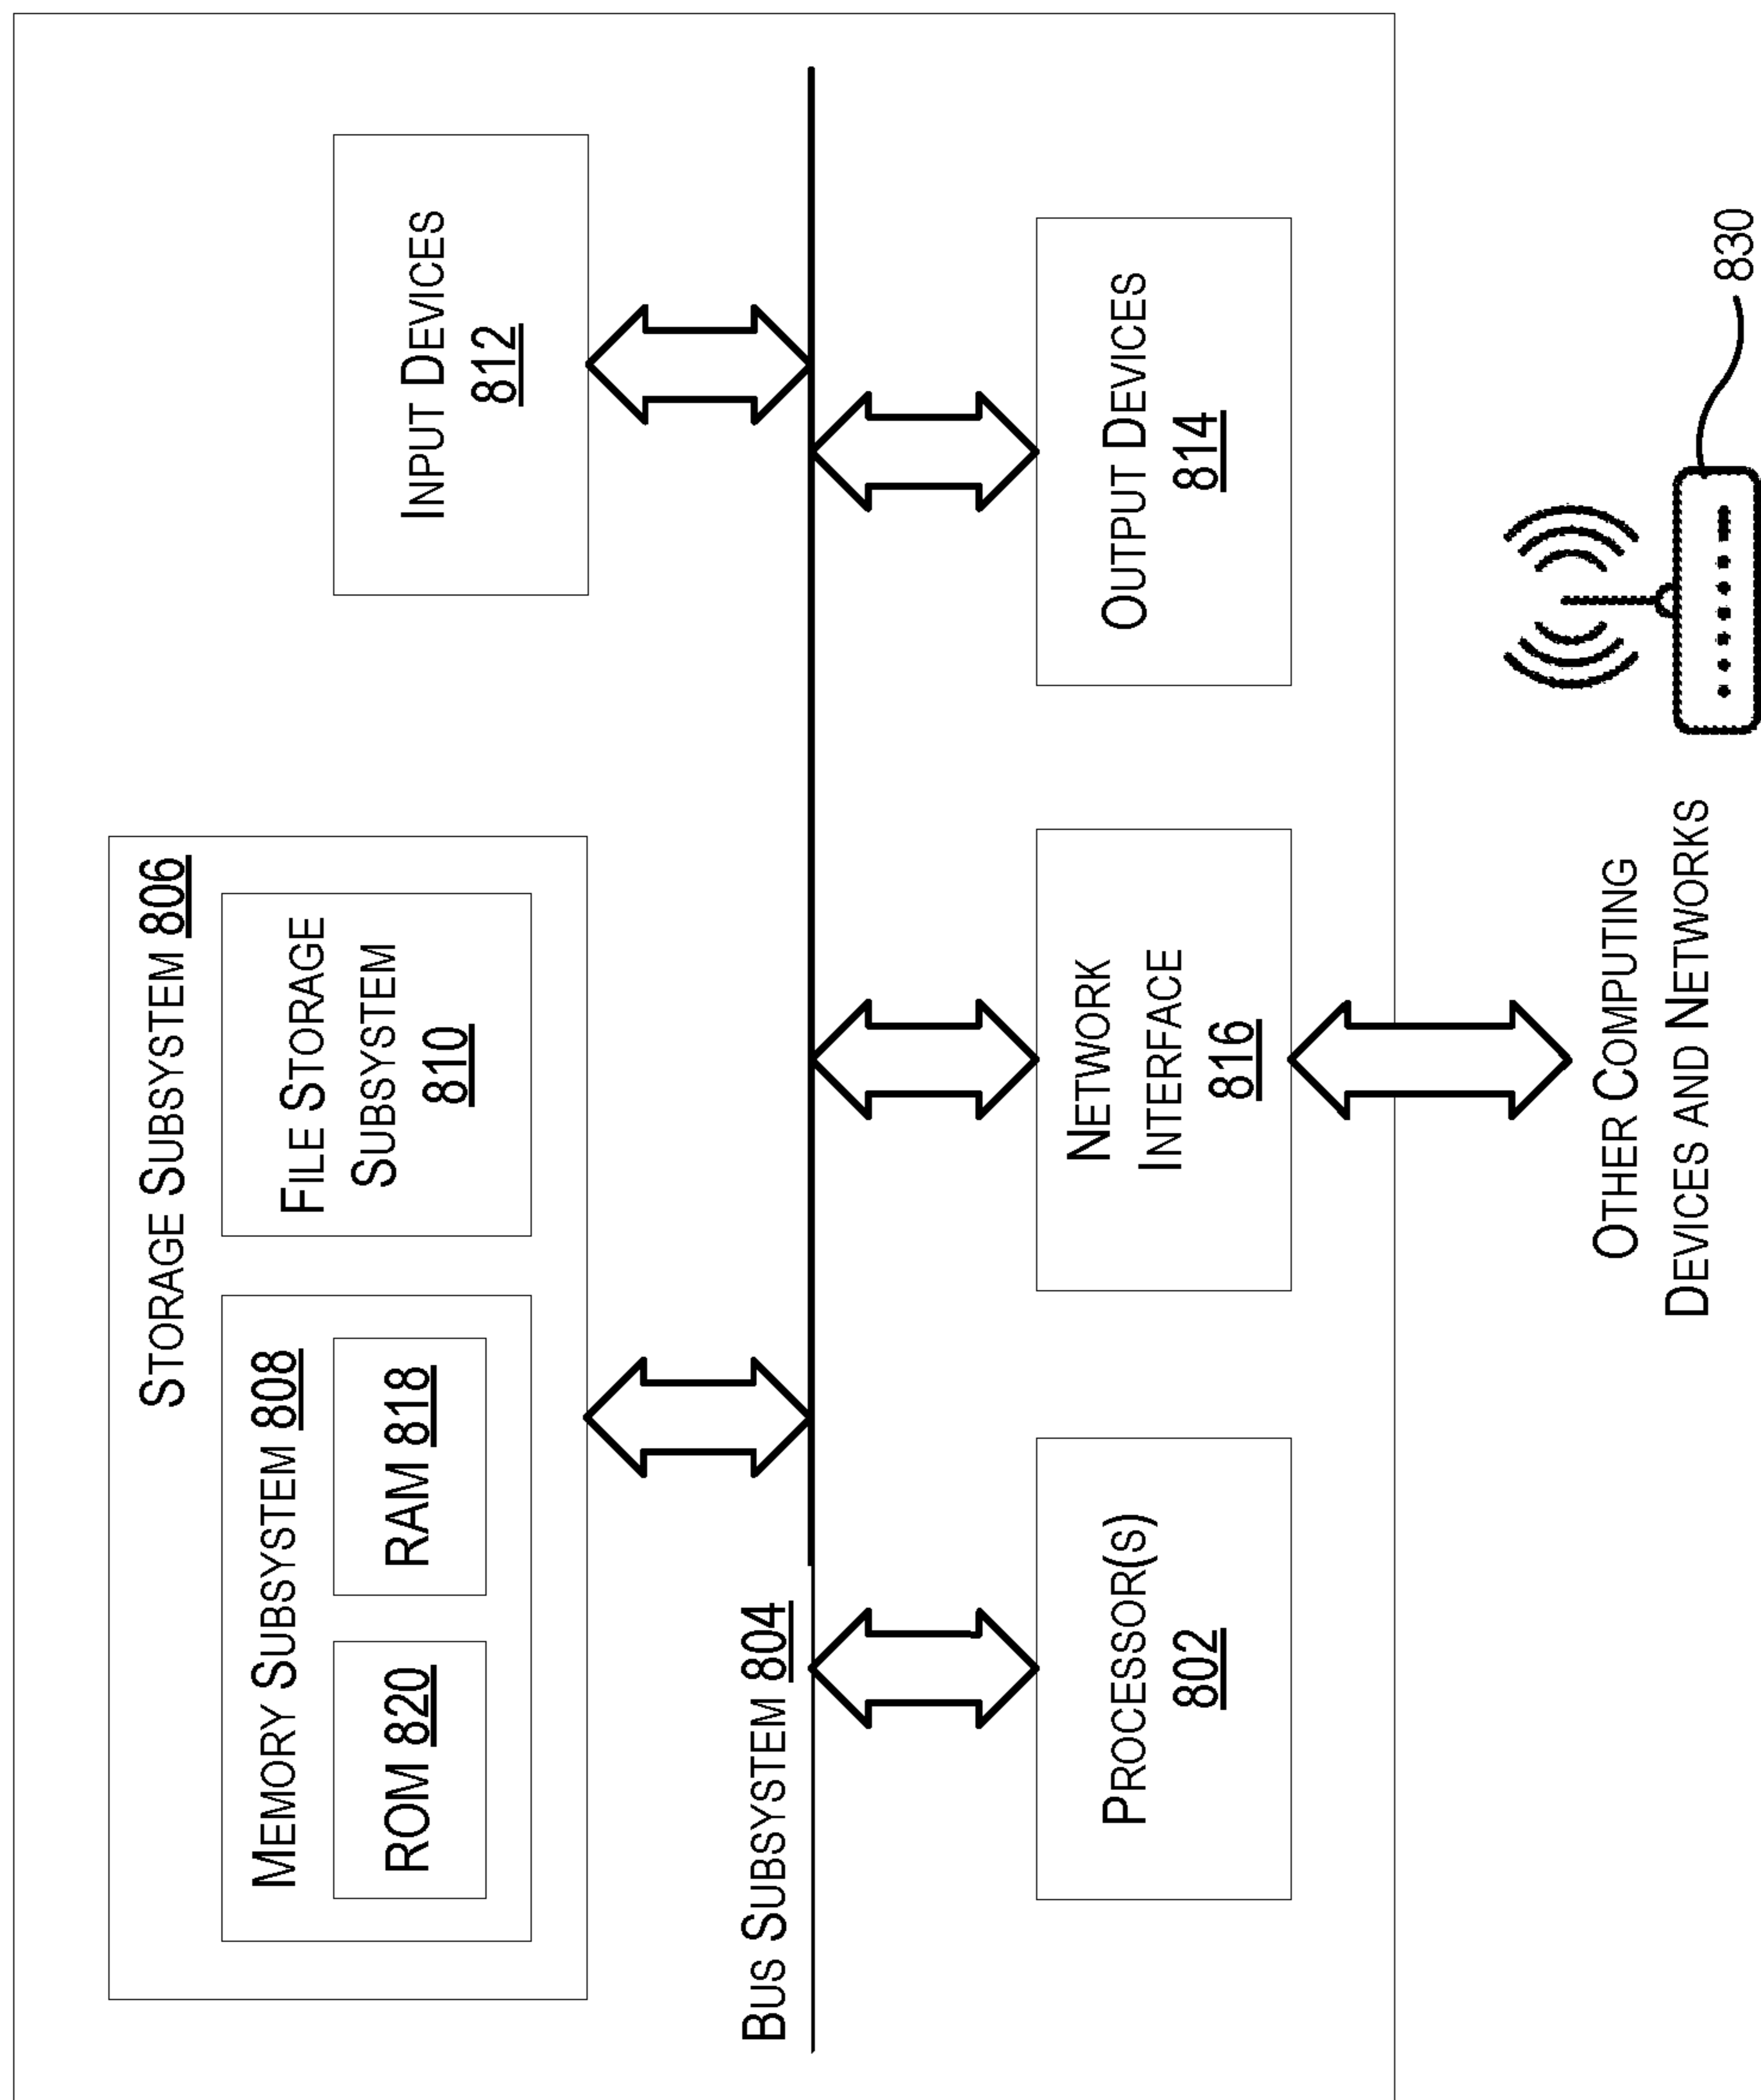 STORAGE SUBSYSTEM 806
MEMORY SUBSYSTEM 808
ROM 820
RAM 818
FILE STORAGE
SUBSYSTEM
810
INPUT DEVICES
812
BUS SUBSYSTEM 804
PROCESSOR(S)
802
NETWORK
INTERFACE
816
OUTPUT DEVICES
814
OTHER COMPUTING
DEVICES AND NETWORKS
830